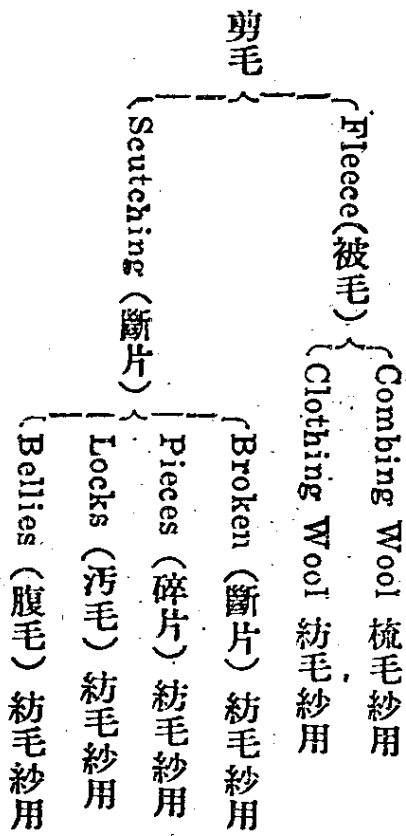 剪毛
Fleece(被毛)
Combing Wool 梳毛紗用
Clothing Wool 紡毛紗用
Scutching (斷片)
Broken (斷片) 紡毛紗用
Pieces (碎片) 紡毛紗用
Locks (汚毛) 紡毛紗用
Bellies (腹毛) 紡毛紗用